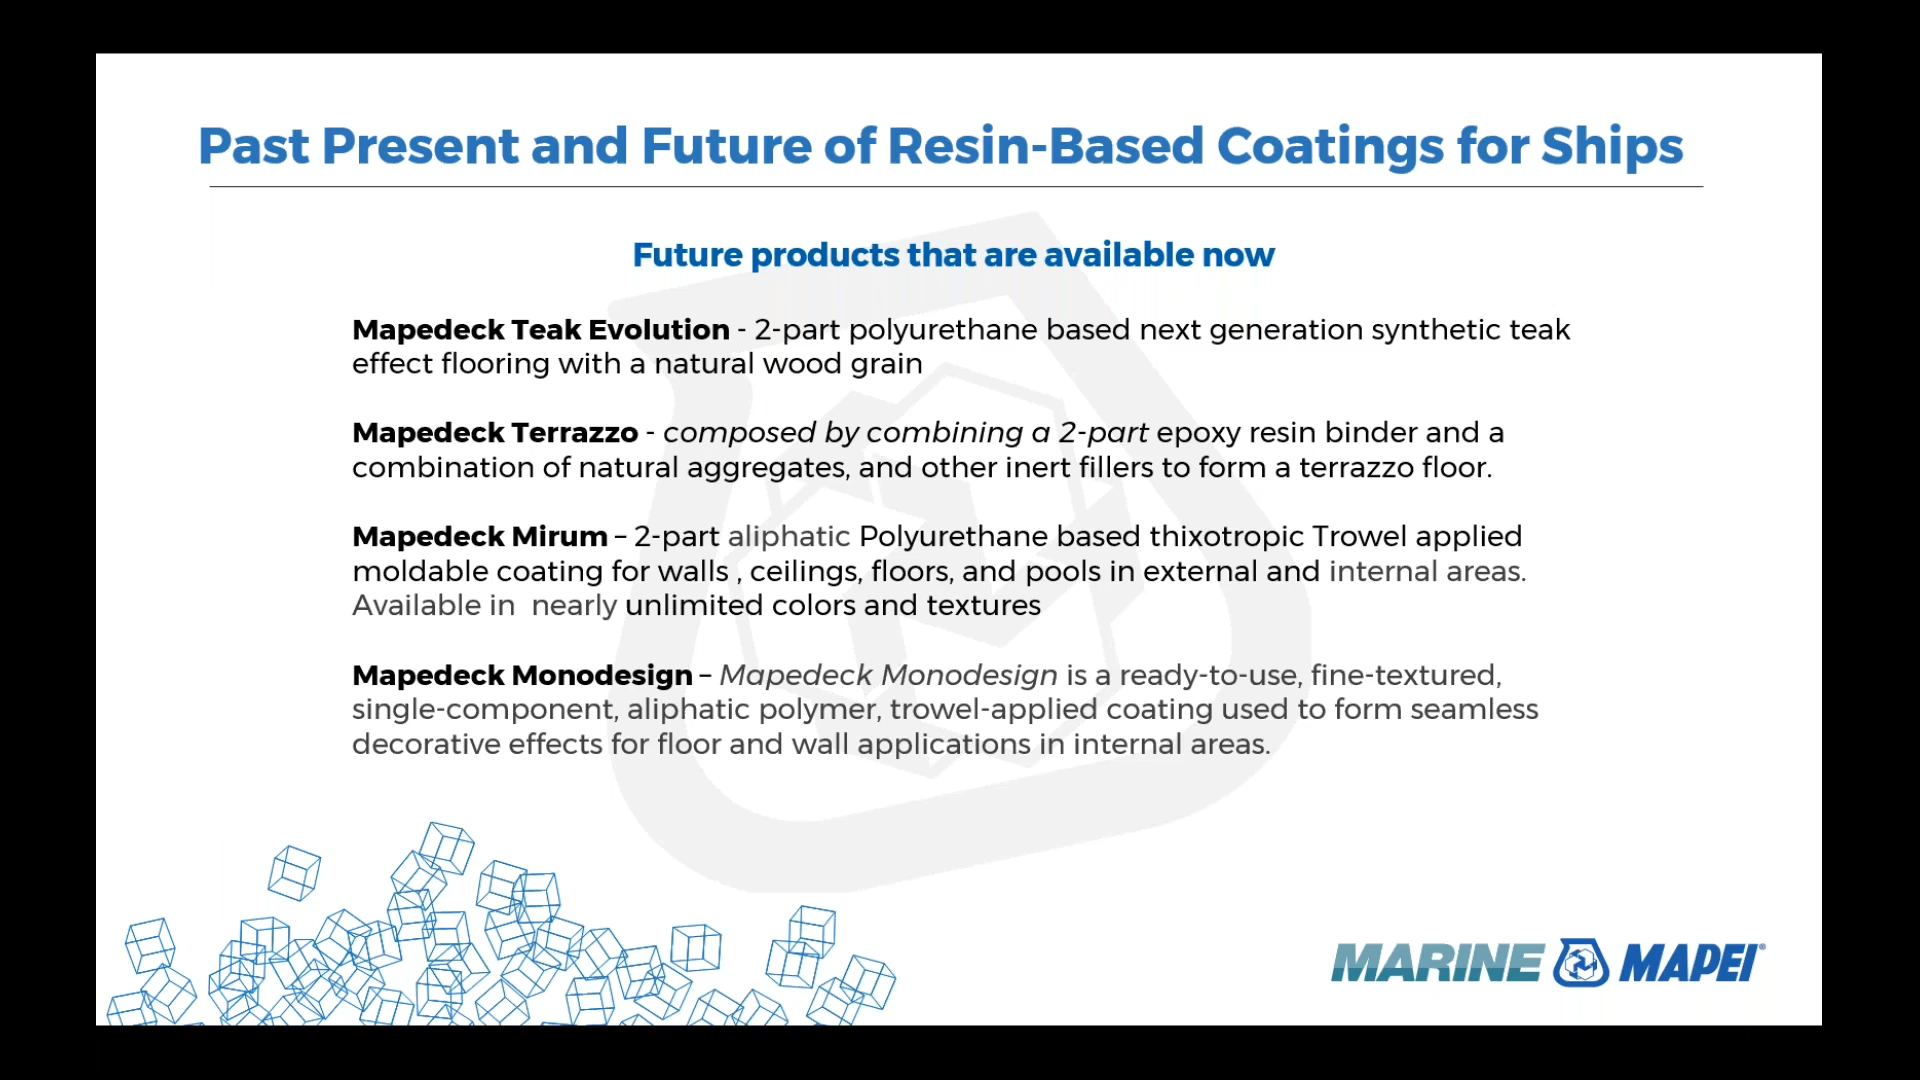 Past Present and Future of Resin-Based Coatings for Ships
Future products that are available now
Mapedeck Teak Evolution - 2-part polyurethane based next generation synthetic teak
effect flooring with a natural wood grain
Mapedeck Terrazzo - composed by combining a 2-part epoxy resin binder and a
combination of natural aggregates, and other inert fillers to form a terrazzo floor.
Mapedeck Mirum – 2-part aliphatic Polyurethane based thixotropic Trowel applied
moldable coating for walls , ceilings, floors, and pools in external and internal areas.
Available in  nearly unlimited colors and textures
Mapedeck Monodesign – Mapedeck Monodesign is a ready-to-use, fine-textured,
single-component, aliphatic polymer, trowel-applied coating used to form seamless
decorative effects for floor and wall applications in internal areas.
MARINE MAPEI®